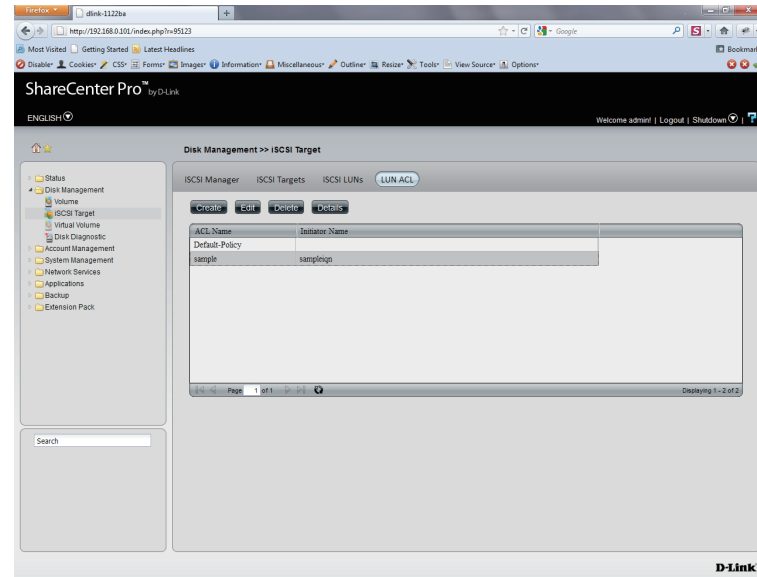 Firefox
dlink-1122ba
http://192.168.0.101/index.php?r=95123
Google
Most Visited Getting Started Latest Headlines
Bookmar
Disable Cookies CSS Forms Images Information Miscellaneous Outline Resize Tools View Source Options
ShareCenter Pro™ by D-Link
ENGLISH
Welcome admin! | Logout | Shutdown | ?
Disk Management >> iSCSI Target
Status
Disk Management
Volume
iSCSI Target
Virtual Volume
Disk Diagnostic
Account Management
System Management
Network Services
Applications
Backup
Extension Pack
Search
iSCSI Manager iSCSI Targets iSCSI LUNs LUN ACL
Create Edit Delete Details
ACL Name Initiator Name
Default-Policy
sample sampleiqn
Page 1 of 1
Displaying 1 - 2 of 2
D-Link